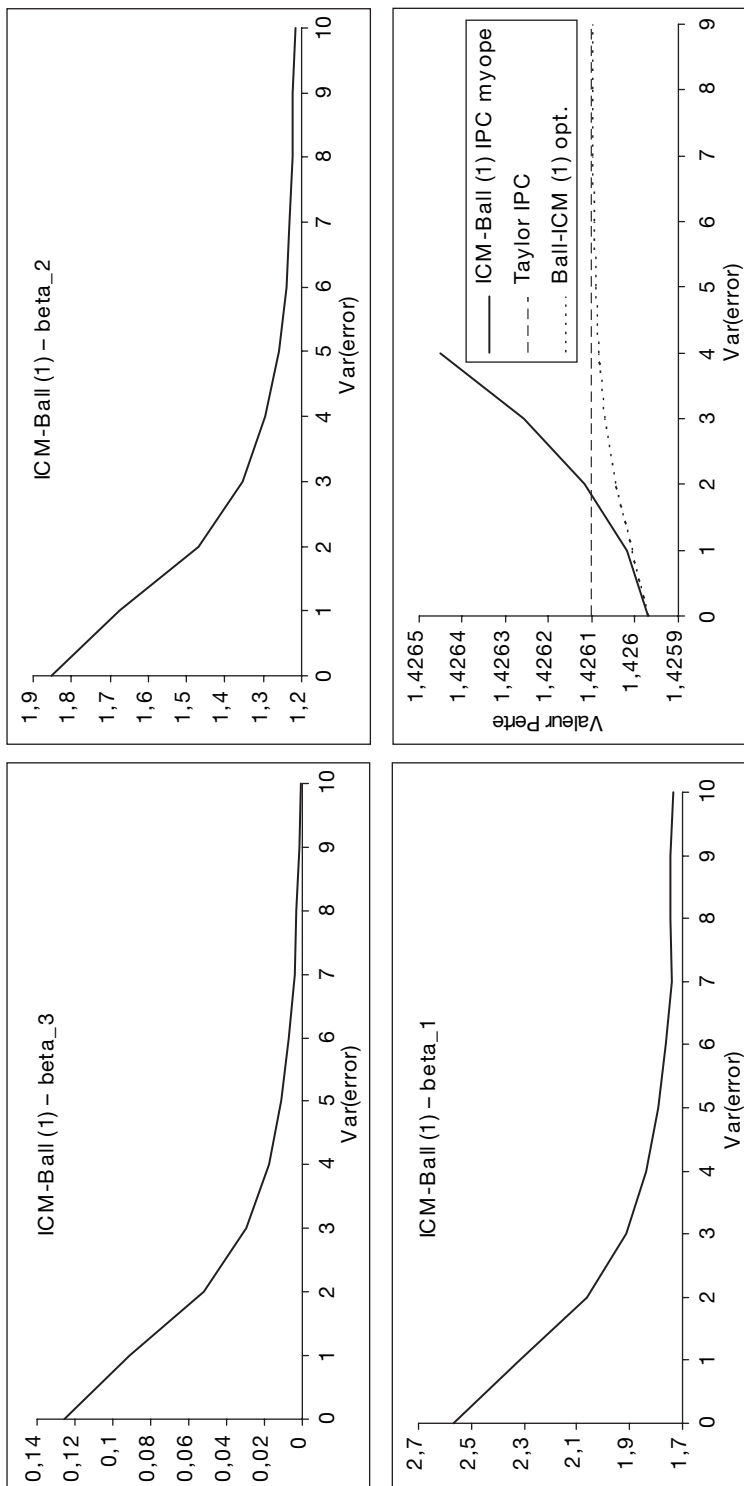 ICM-Ball (1) – beta_3
0,14
0,12
0,1
0,08
0,06
0,04
0,02
0
0 1 2 3 4 5 6 7 8 9 10
Var(error)
ICM-Ball (1) – beta_2
1,9
1,8
1,7
1,6
1,5
1,4
1,3
1,2
0 1 2 3 4 5 6 7 8 9 10
Var(error)
ICM-Ball (1) – beta_1
2,7
2,5
2,3
2,1
1,9
1,7
0 1 2 3 4 5 6 7 8 9 10
Var(error)
Valeur Perte
1,4265
1,4264
1,4263
1,4262
1,4261
1,426
1,4259
0 1 2 3 4 5 6 7 8 9
Var(error)
ICM-Ball (1) IPC myope
Taylor IPC
Ball-ICM (1) opt.